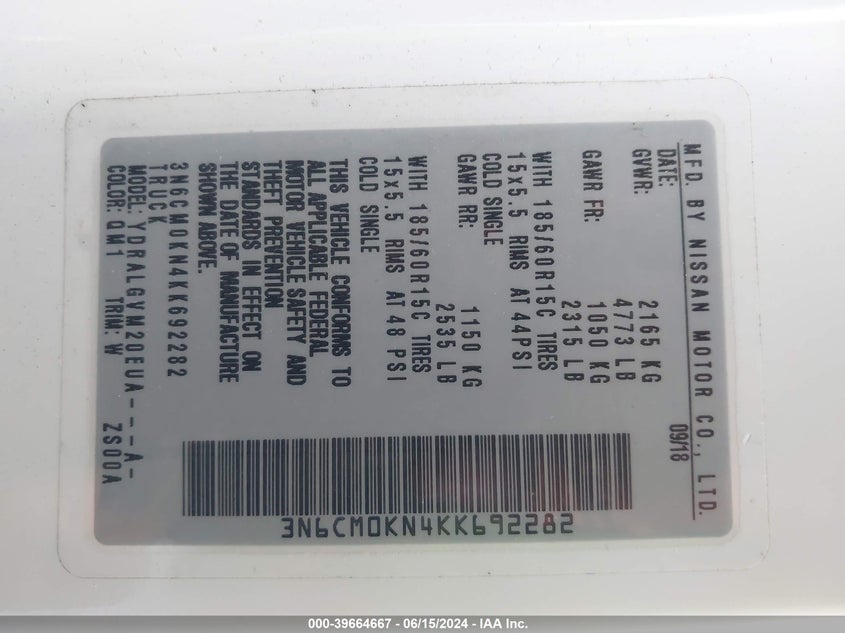 MFD. BY NISSAN MOTOR CO., LTD.
DATE: 09/18
GVWR: 2165 KG
4773 LB
GAWR FR: 1050 KG
2315 LB
WITH 185/60R15C TIRES
15x5.5 RIMS AT 44PSI
COLD SINGLE
GAWR RR: 1150 KG
2535 LB
WITH 185/60R15C TIRES
15x5.5 RIMS AT 48 PSI
COLD SINGLE
THIS VEHICLE CONFORMS TO
ALL APPLICABLE FEDERAL
MOTOR VEHICLE SAFETY AND
THEFT PREVENTION
STANDARDS IN EFFECT ON
THE DATE OF MANUFACTURE
SHOWN ABOVE.
3N6CM0KN4KK692282
TRUCK
MODEL: YDRALGVM20EUA----A-
COLOR: QM1 TRIM: W ZS00A
3N6CM0KN4KK692282
000-39664667 - 06/15/2024 - IAA Inc.